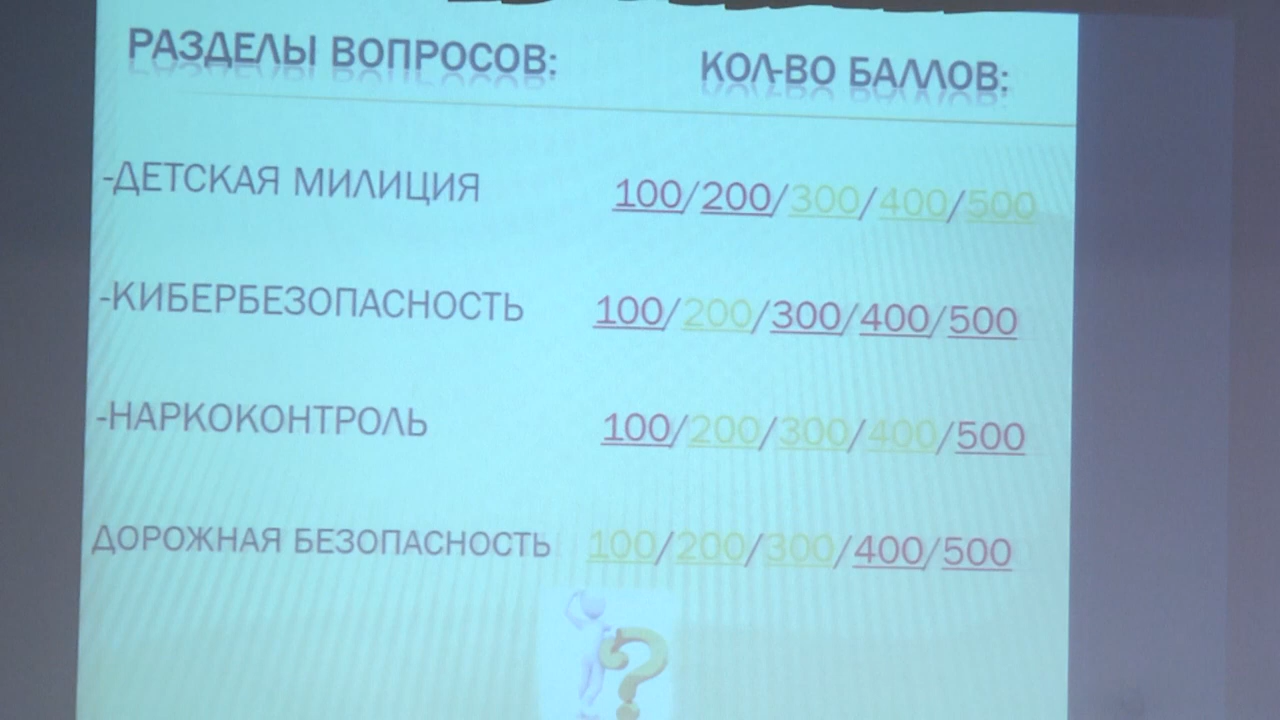 РАЗДЕЛЫ ВОПРОСОВ: КОЛ-ВО БАЛЛОВ:
-ДЕТСКАЯ МИЛИЦИЯ 100/200/300/400/500
-КИБЕРБЕЗОПАСНОСТЬ 100/200/300/400/500
-НАРКОКОНТРОЛЬ 100/200/300/400/500
ДОРОЖНАЯ БЕЗОПАСНОСТЬ 100/200/300/400/500
?